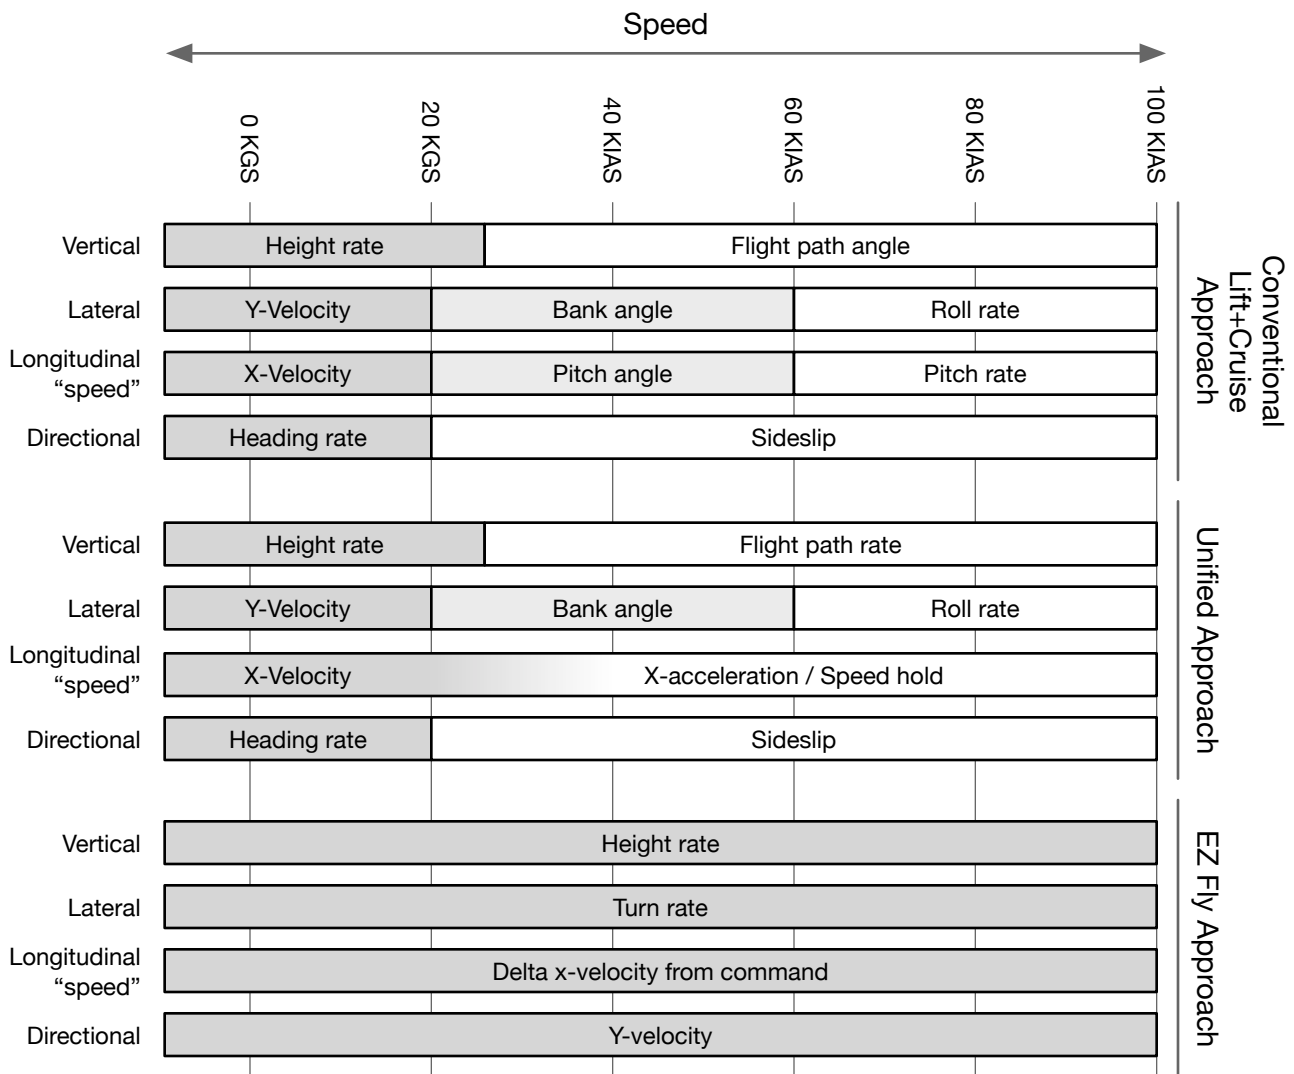 Speed
0 KGS
20 KGS
40 KIAS
60 KIAS
80 KIAS
100 KIAS
Conventional
Lift+Cruise
Approach
Vertical
Height rate
Flight path angle
Lateral
Y-Velocity
Bank angle
Roll rate
Longitudinal
“speed”
X-Velocity
Pitch angle
Pitch rate
Directional
Heading rate
Sideslip
Unified Approach
Vertical
Height rate
Flight path rate
Lateral
Y-Velocity
Bank angle
Roll rate
Longitudinal
“speed”
X-Velocity
X-acceleration / Speed hold
Directional
Heading rate
Sideslip
EZ Fly Approach
Vertical
Height rate
Lateral
Turn rate
Longitudinal
“speed”
Delta x-velocity from command
Directional
Y-velocity